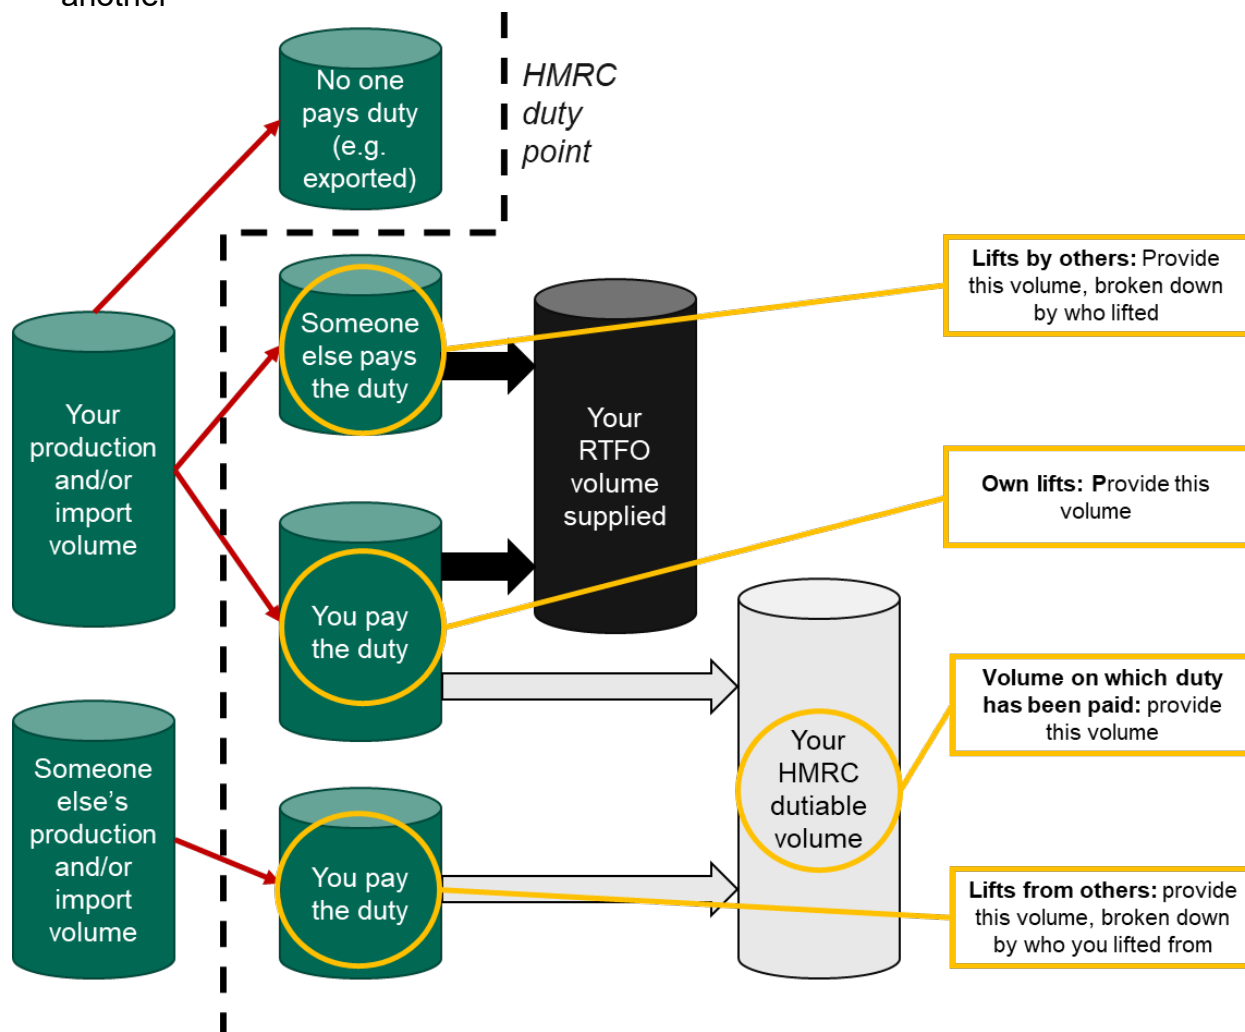 another
No one
pays duty
(e.g.
exported)
HMRC
duty
point
Someone
else pays
the duty
Your
production
and/or
import
volume
Your
RTFO
volume
supplied
You pay
the duty
Someone
else’s
production
and/or
import
volume
You pay
the duty
Your
HMRC
dutiable
volume
Lifts by others: Provide
this volume, broken down
by who lifted
Own lifts: Provide this
volume
Volume on which duty
has been paid: provide
this volume
Lifts from others: provide
this volume, broken down
by who you lifted from